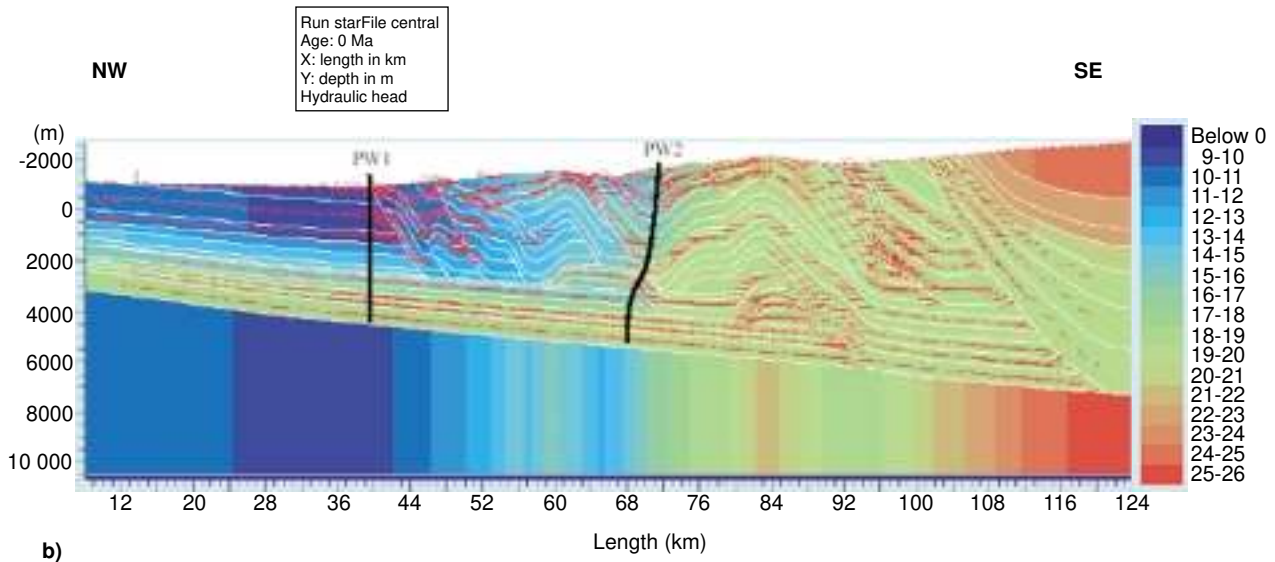 Run starFile central
Age: 0 Ma
X: length in km
Y: depth in m
Hydraulic head
NW
SE
(m)
-2000
0
2000
4000
6000
8000
10 000
PW1
PW2
Below 0
9-10
10-11
11-12
12-13
13-14
14-15
15-16
16-17
17-18
18-19
19-20
20-21
21-22
22-23
23-24
24-25
25-26
12 20 28 36 44 52 60 68 76 84 92 100 108 116 124
Length (km)
b)